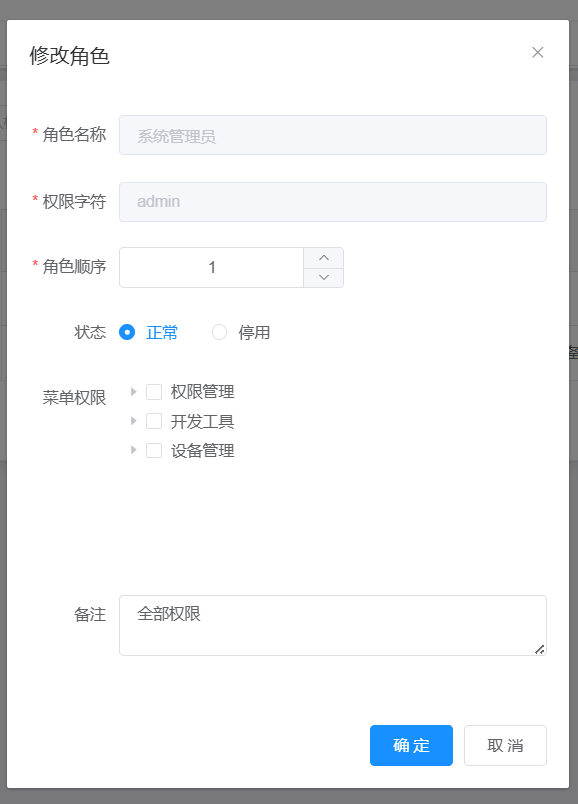 修改角色
* 角色名称 系统管理员
* 权限字符 admin
* 角色顺序 1
状态 正常 停用
菜单权限 权限管理
开发工具
设备管理
备注 全部权限
确 定 取 消